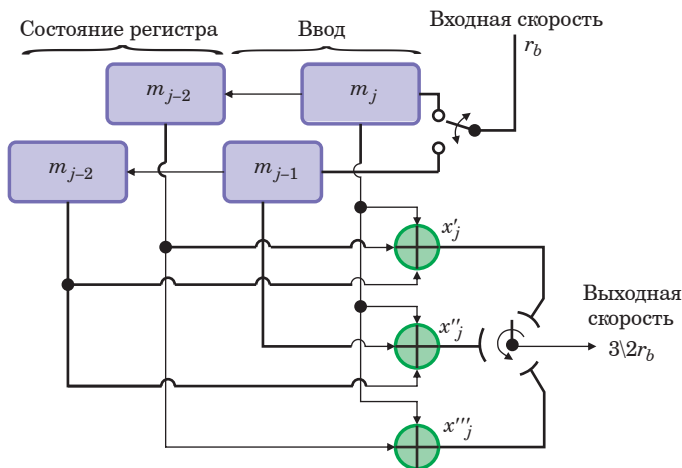 Состояние регистра
Ввод
Входная скорость
r_b
m_{j–2}
m_j
m_{j–2}
m_{j–1}
x'_j
x''_j
x'''_j
Выходная
скорость
3\2r_b